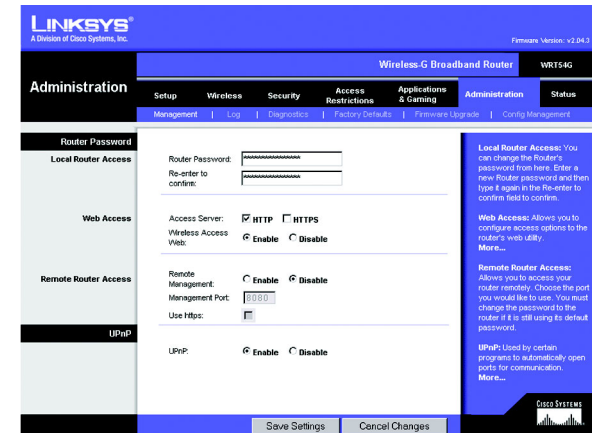 LINKSYS®
A Division of Cisco Systems, Inc.
Firmware Version: v2.04.3
Wireless-G Broadband Router WRT54G
Administration
Setup Wireless Security Access Restrictions Applications & Gaming Administration Status
Management | Log | Diagnostics | Factory Defaults | Firmware Upgrade | Config Management
Router Password
Local Router Access
Router Password: ****************
Re-enter to
confirm: ****************
Web Access
Access Server: HTTP HTTPS
Wireless Access
Web: Enable Disable
Remote Router Access
Remote
Management: Enable Disable
Management Port: 8080
Use https:
UPnP
UPnP: Enable Disable
Local Router Access: You
can change the Router's
password from here. Enter a
new Router password and then
type it again in the Re-enter to
confirm field to confirm.
Web Access: Allows you to
configure access options to the
router's web utility.
More...
Remote Router Access:
Allows you to access your
router remotely. Choose the port
you would like to use. You must
change the password to the
router if it is still using its default
password.
UPnP: Used by certain
programs to automatically open
ports for communication.
More...
CISCO SYSTEMS
Save Settings Cancel Changes